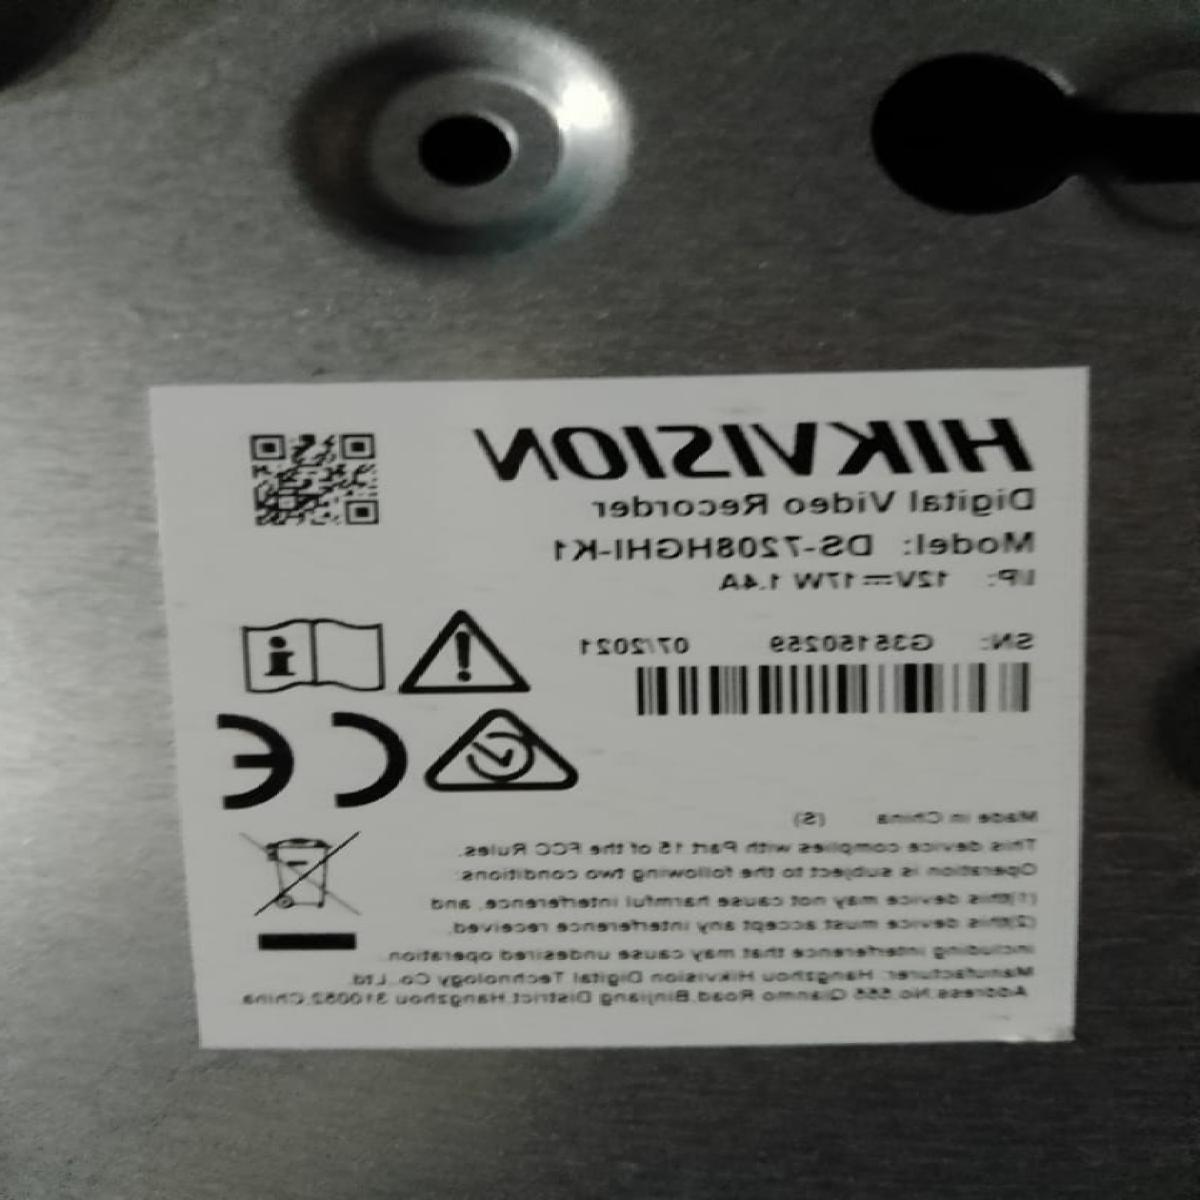 HIKVISION
Digital Video Recorder
Model: DS-7208HGHI-K1
I/P: 12V⎓17W 1.4A
SN: G35150259 07/2021
Made in China (S)
This device complies with Part 15 of the FCC Rules.
Operation is subject to the following two conditions:
(1)this device may not cause harmful interference, and
(2)this device must accept any interference received,
including interference that may cause undesired operation.
Manufacturer: Hangzhou Hikvision Digital Technology Co.,Ltd.
Address:No.555 Qianmo Road,Binjiang District,Hangzhou 310052,China